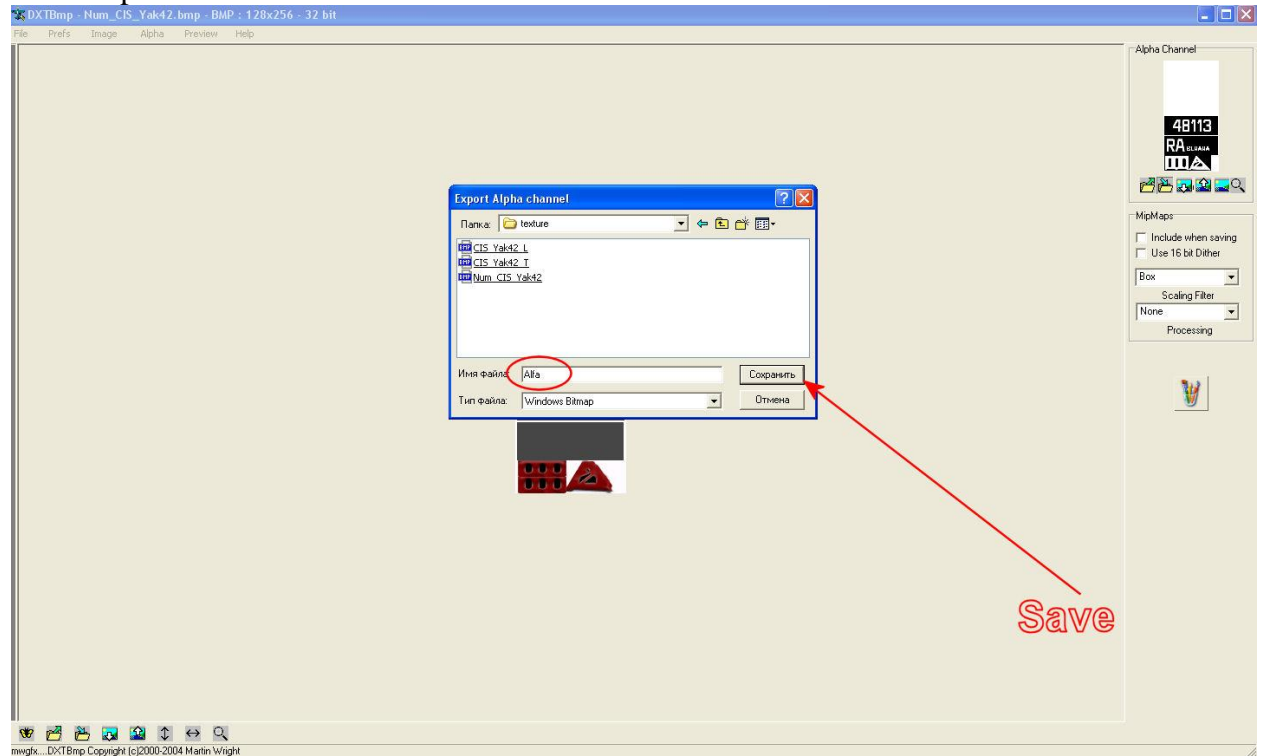 DXTBmp - Num_CIS_Yak42.bmp - BMP : 128x256 - 32 bit
File Prefs Image Alpha Preview Help
Alpha Channel
48113
RA
Export Alpha channel
Папка: texture
CIS_Yak42_L
CIS_Yak42_T
Num_CIS_Yak42
Имя файла: Alfa Сохранить
Тип файла: Windows Bitmap Отмена
MipMaps
Include when saving
Use 16 bit Dither
Box
Scaling Filter
None
Processing
Save
mwgfx....DXTBmp Copyright (c)2000-2004 Martin Wright